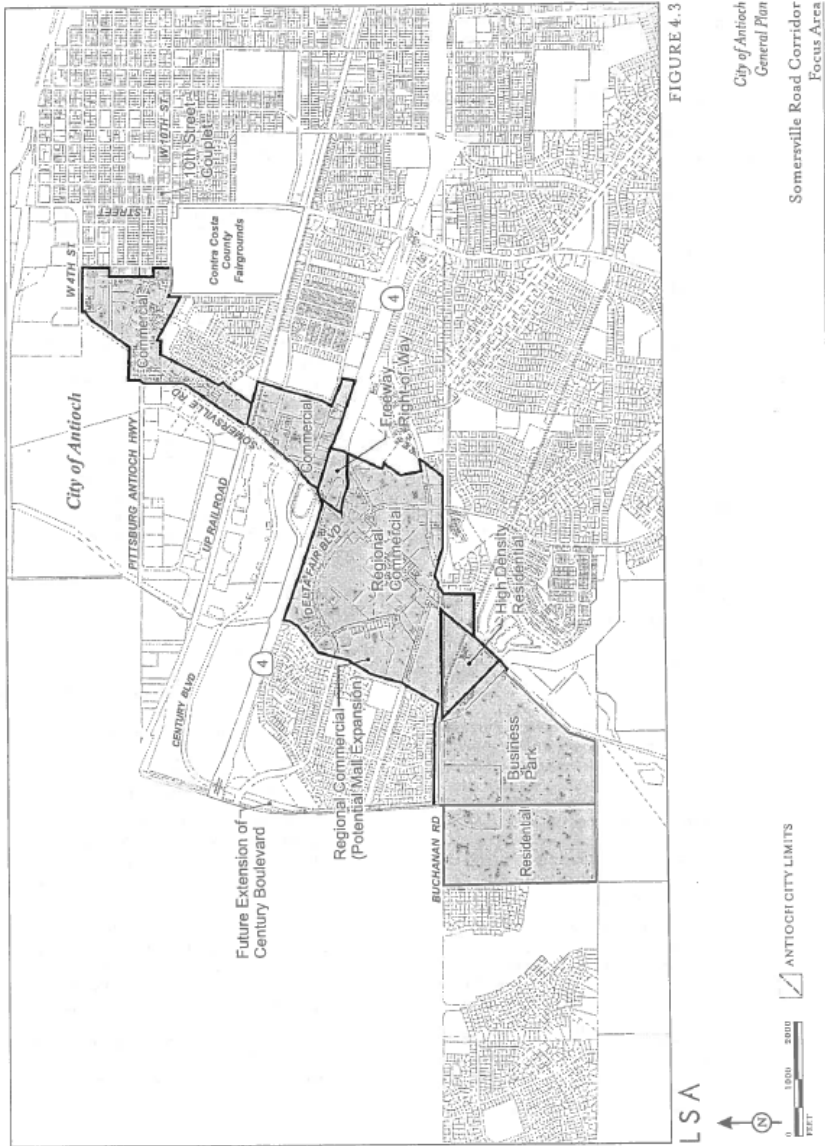 W 4TH ST
L STREET
W 10TH ST
10th Street
Couplet
Contra Costa
County
Fairgrounds
Commercial
City of Antioch
PITTSBURG ANTIOCH HWY
SOMERSVILLE RD
UP RAILROAD
Commercial
4
Freeway
Right-of-Way
CENTURY BLVD
4
DELTA FAIR BLVD
Regional
Commercial
Future Extension of
Century Boulevard
Regional Commercial
(Potential Mall Expansion)
High Density
Residential
BUCHANAN RD
Business
Park
Residential
LSA
FIGURE 4.3
N
0 1000 2000
FEET
ANTIOCH CITY LIMITS
City of Antioch
General Plan
Somersville Road Corridor
Focus Area